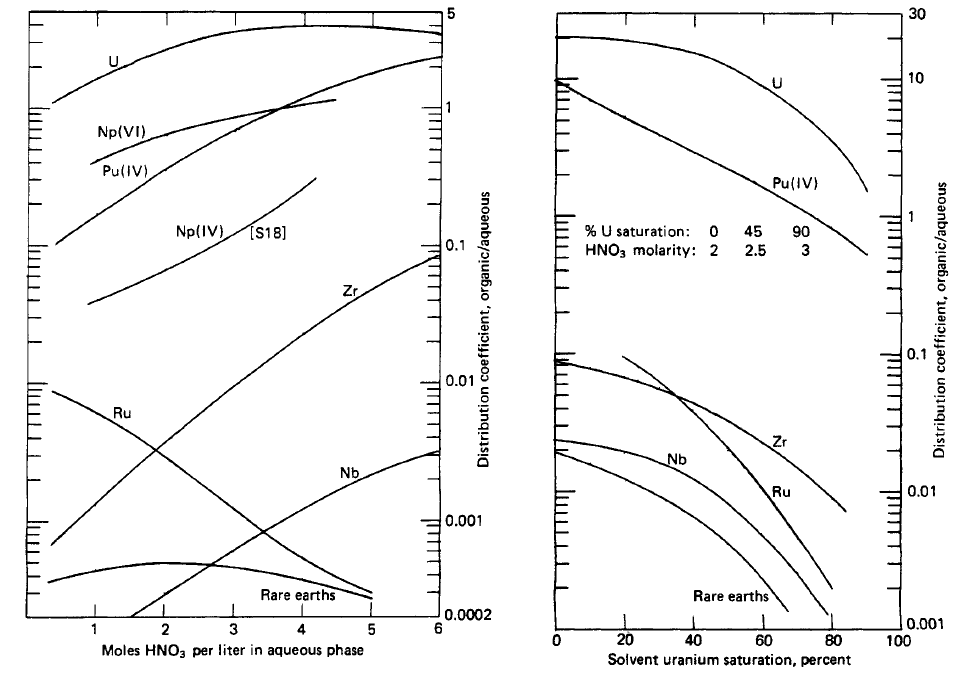 5
1
0.1
0.01
0.001
0.0002
U
Np(VI)
Pu(IV)
Np(IV) [S18]
Zr
Ru
Nb
Rare earths
1 2 3 4 5 6
Moles HNO₃ per liter in aqueous phase
Distribution coefficient, organic/aqueous
30
10
1
0.1
0.01
0.001
U
Pu(IV)
% U saturation: 0 45 90
HNO₃ molarity: 2 2.5 3
Zr
Nb
Ru
Rare earths
0 20 40 60 80 100
Solvent uranium saturation, percent
Distribution coefficient, organic/aqueous